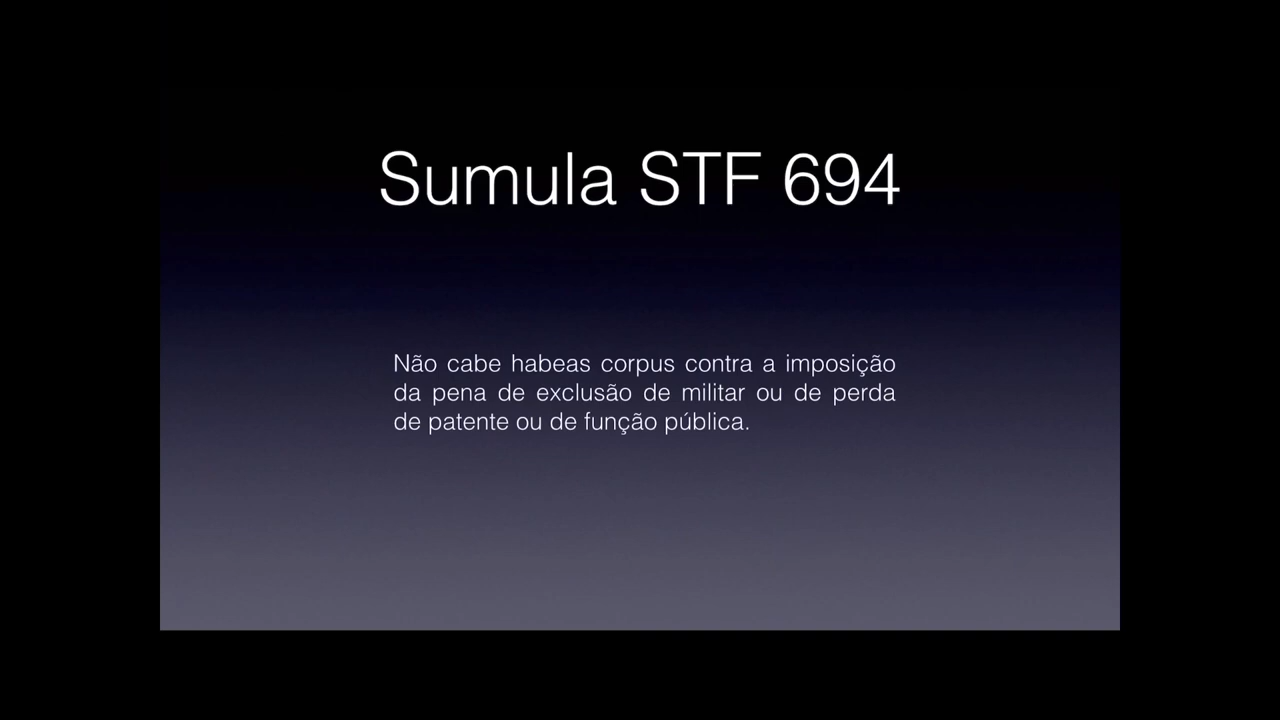 Sumula STF 694
Não cabe habeas corpus contra a imposição
da pena de exclusão de militar ou de perda
de patente ou de função pública.